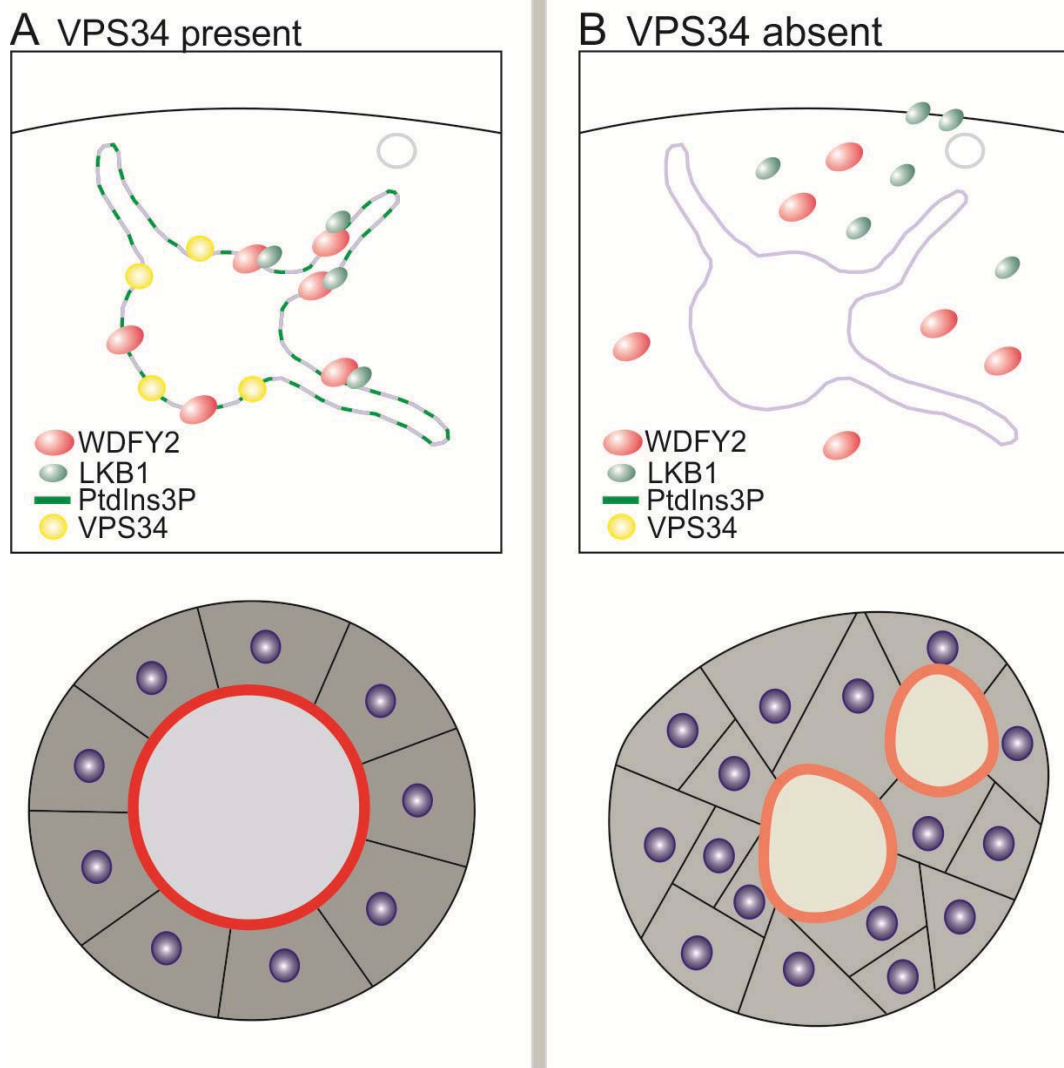 A VPS34 present
WDFY2
LKB1
PtdIns3P
VPS34
B VPS34 absent
WDFY2
LKB1
PtdIns3P
VPS34